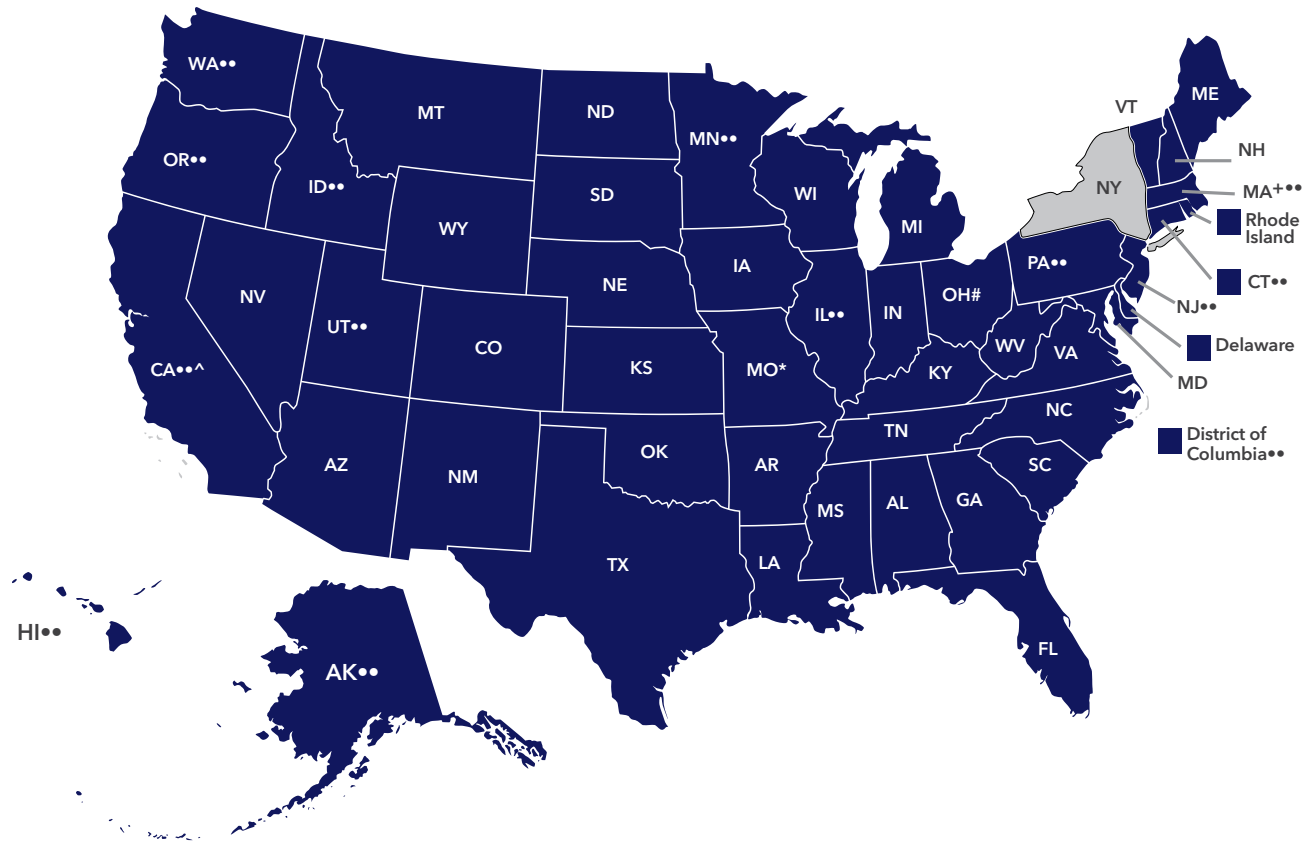 WA••
MT
ND
MN••
VT
ME
OR••
ID••
SD
WI
NH
NY
MA+••
WY
MI
Rhode
Island
IA
PA••
NE
CT••
NV
OH#
NJ••
UT••
IL••
IN
CO
WV
VA
Delaware
CA••^
KS
MO*
KY
MD
NC
TN
District of
Columbia••
AZ
NM
OK
AR
SC
MS
AL
GA
TX
LA
HI••
AK••
FL